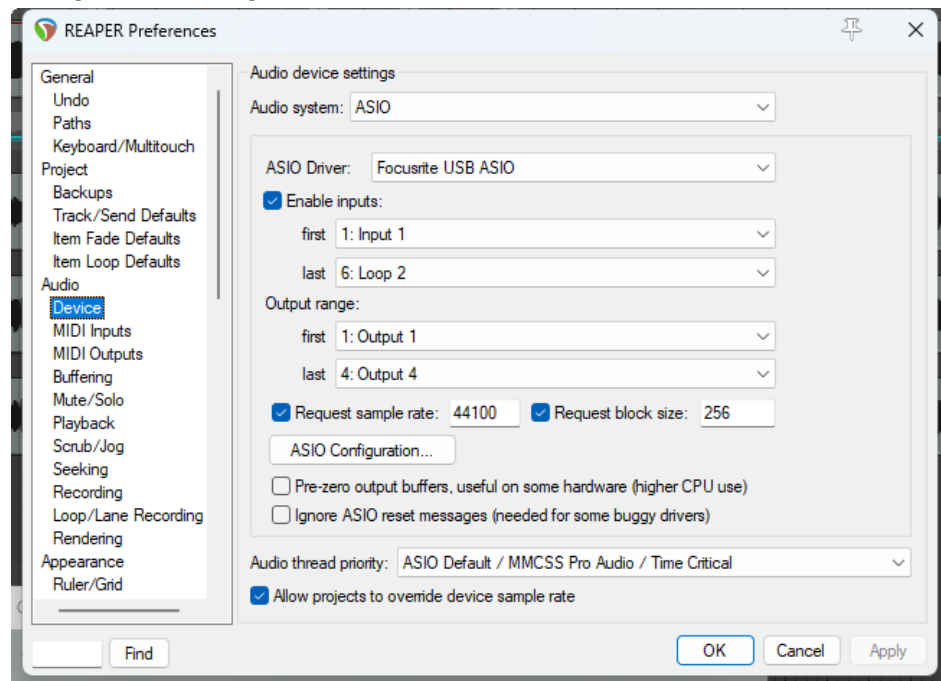 REAPER Preferences
General
Undo
Paths
Keyboard/Multitouch
Project
Backups
Track/Send Defaults
Item Fade Defaults
Item Loop Defaults
Audio
Device
MIDI Inputs
MIDI Outputs
Buffering
Mute/Solo
Playback
Scrub/Jog
Seeking
Recording
Loop/Lane Recording
Rendering
Appearance
Ruler/Grid
Find
Audio device settings
Audio system: ASIO
ASIO Driver: Focusrite USB ASIO
Enable inputs:
first 1: Input 1
last 6: Loop 2
Output range:
first 1: Output 1
last 4: Output 4
Request sample rate: 44100 Request block size: 256
ASIO Configuration...
Pre-zero output buffers, useful on some hardware (higher CPU use)
Ignore ASIO reset messages (needed for some buggy drivers)
Audio thread priority: ASIO Default / MMCSS Pro Audio / Time Critical
Allow projects to override device sample rate
OK Cancel Apply